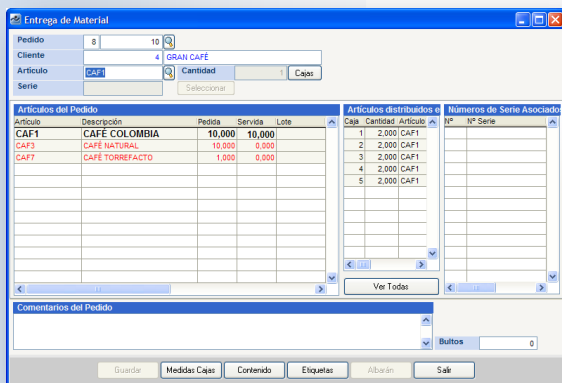 Entrega de Material
Pedido 8 10
Cliente 4 GRAN CAFÉ
Artículo CAF1 Cantidad 1 Cajas
Serie Seleccionar
Artículos del Pedido
Artículo Descripción Pedida Servida Lote
CAF1 CAFÉ COLOMBIA 10,000 10,000
CAF3 CAFÉ NATURAL 10,000 0,000
CAF7 CAFÉ TORREFACTO 1,000 0,000
Artículos distribuidos e
Caja Cantidad Artículo
1 2,000 CAF1
2 2,000 CAF1
3 2,000 CAF1
4 2,000 CAF1
5 2,000 CAF1
Ver Todas
Números de Serie Asociado
Nº Nº Serie
Comentarios del Pedido
Bultos 0
Guardar Medidas Cajas Contenido Etiquetas Albarán Salir